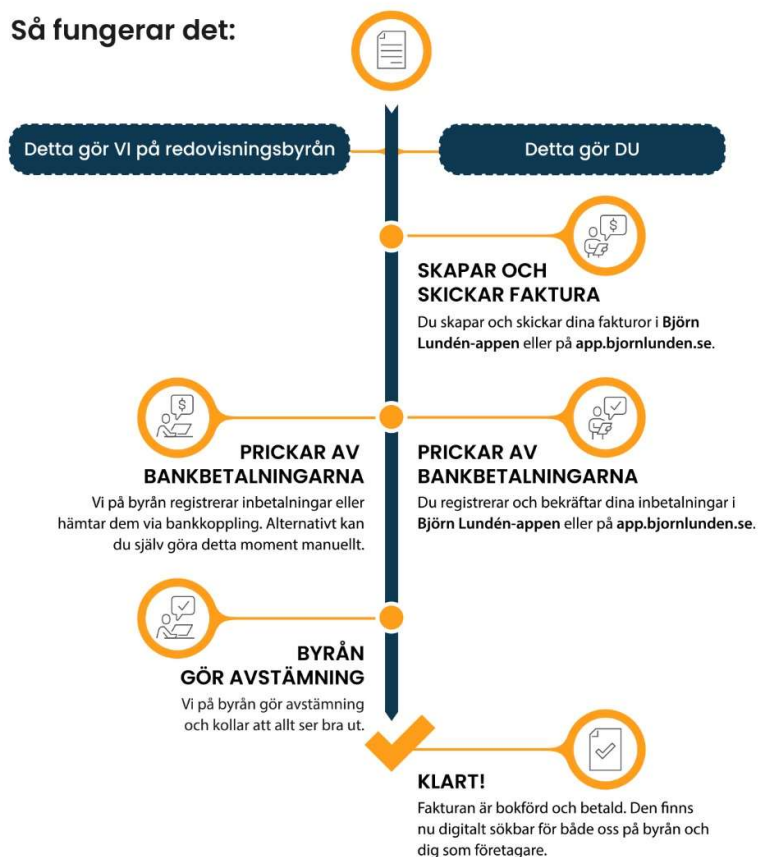 Så fungerar det:
Detta gör VI på redovisningsbyrån
Detta gör DU
$
SKAPAR OCH
SKICKAR FAKTURA
Du skapar och skickar dina fakturor i Björn
Lundén-appen eller på app.bjornlunden.se.
$
PRICKAR AV
BANKBETALNINGARNA
Vi på byrån registrerar inbetalningar eller
hämtar dem via bankkoppling. Alternativt kan
du själv göra detta moment manuellt.
PRICKAR AV
BANKBETALNINGARNA
Du registrerar och bekräftar dina inbetalningar i
Björn Lundén-appen eller på app.bjornlunden.se.
BYRÅN
GÖR AVSTÄMNING
Vi på byrån gör avstämning
och kollar att allt ser bra ut.
KLART!
Fakturan är bokförd och betald. Den finns
nu digitalt sökbar för både oss på byrån och
dig som företagare.